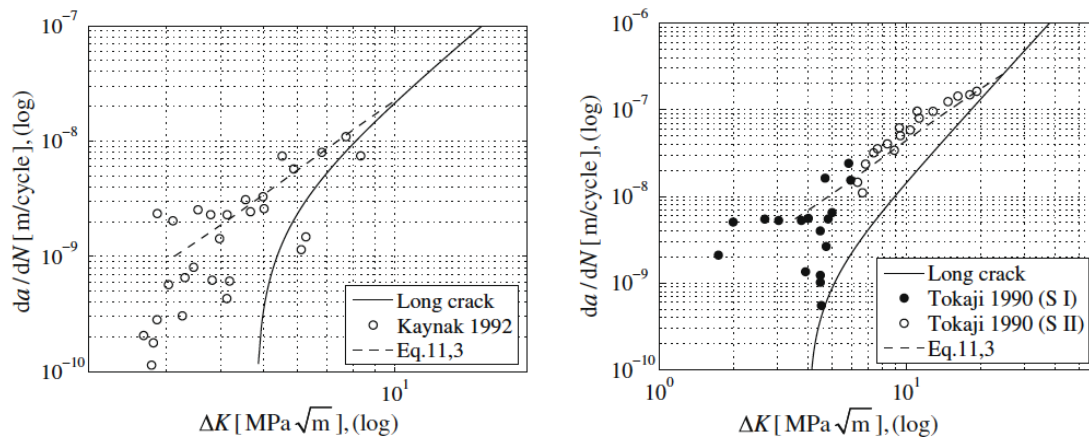 10^-7
10^-8
10^-9
10^-10
10^1
da/dN[m/cycle],(log)
ΔK[MPa√m],(log)
Long crack
Kaynak 1992
Eq.11,3
10^-6
10^-7
10^-8
10^-9
10^-10
10^0
10^1
da/dN[m/cycle],(log)
ΔK[MPa√m],(log)
Long crack
Tokaji 1990 (S I)
Tokaji 1990 (S II)
Eq.11,3